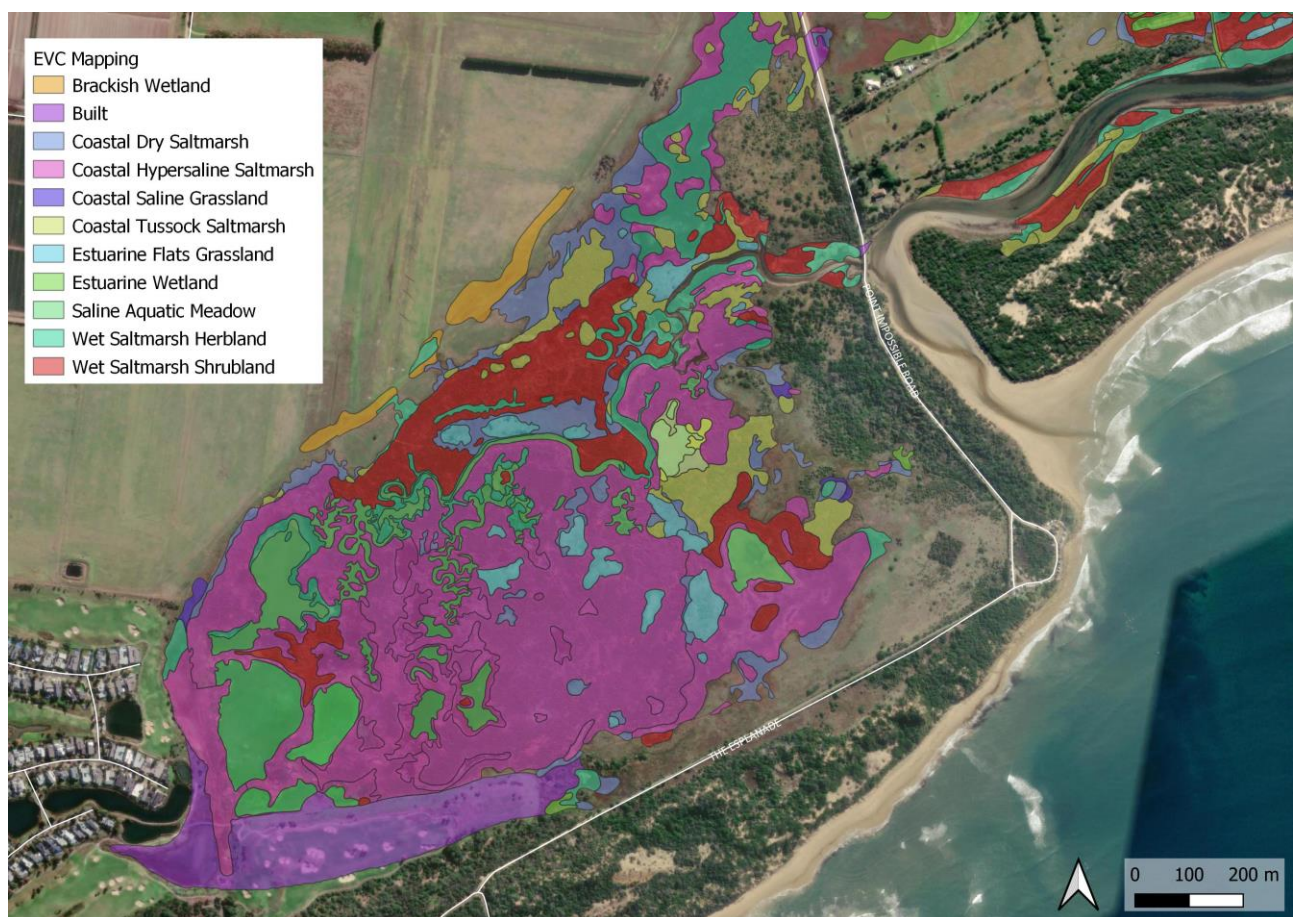 EVC Mapping
Brackish Wetland
Built
Coastal Dry Saltmarsh
Coastal Hypersaline Saltmarsh
Coastal Saline Grassland
Coastal Tussock Saltmarsh
Estuarine Flats Grassland
Estuarine Wetland
Saline Aquatic Meadow
Wet Saltmarsh Herbland
Wet Saltmarsh Shrubland
POINT IMPOSSIBLE ROAD
THE ESPLANADE
0 100 200 m